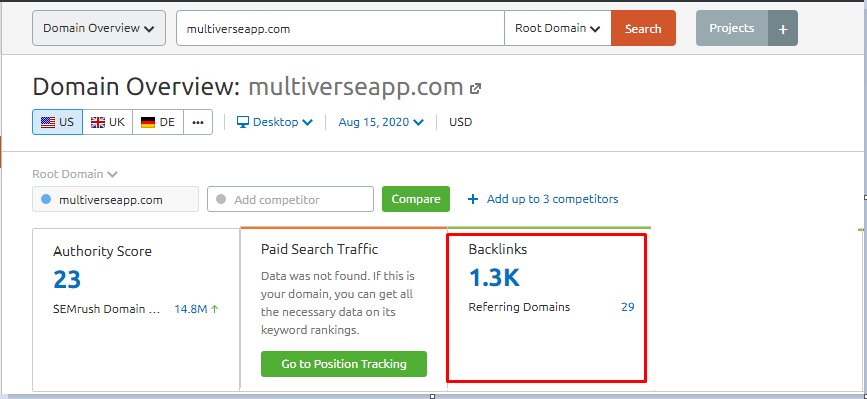 Domain Overview multiverseapp.com Root Domain Search Projects +
Domain Overview: multiverseapp.com
US UK DE ••• Desktop Aug 15, 2020 USD
Root Domain
multiverseapp.com Add competitor Compare + Add up to 3 competitors
Authority Score
23
SEMrush Domain ... 14.8M ↑
Paid Search Traffic
Data was not found. If this
is your domain, you can get all
the necessary data on its
keyword rankings.
Go to Position Tracking
Backlinks
1.3K
Referring Domains 29